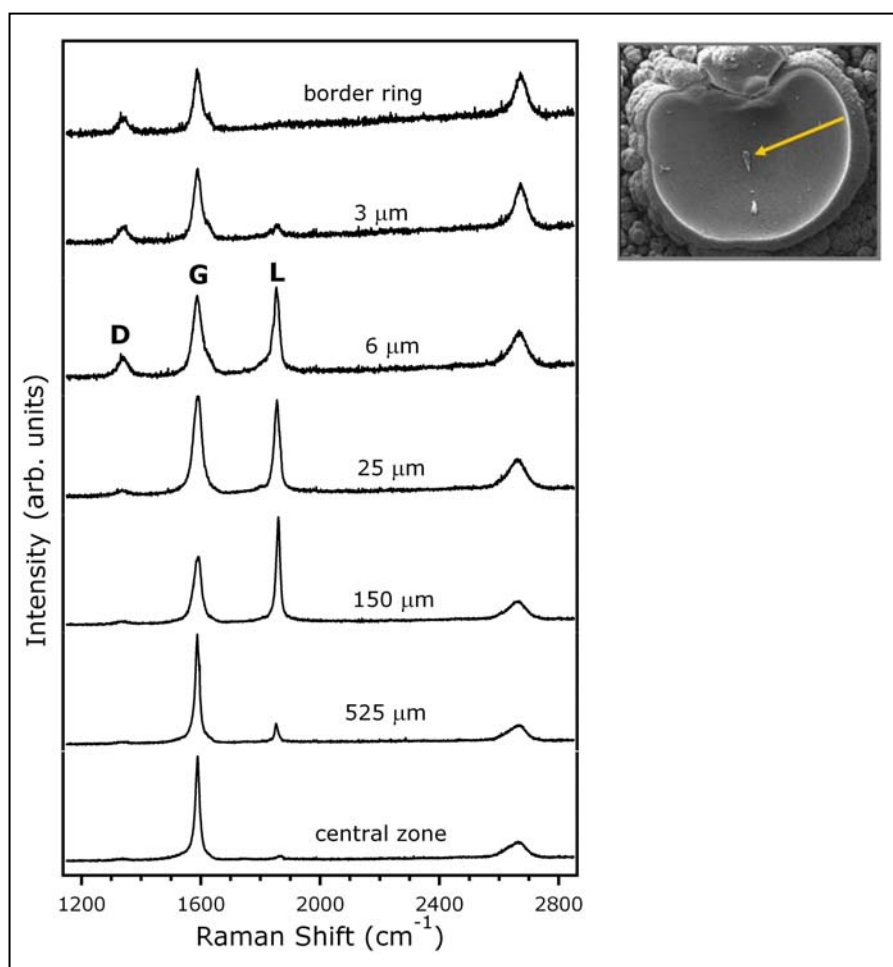 border ring
3 μm
G
L
D
6 μm
25 μm
150 μm
525 μm
central zone
Intensity (arb. units)
1200
1600
2000
2400
2800
Raman Shift (cm⁻¹)